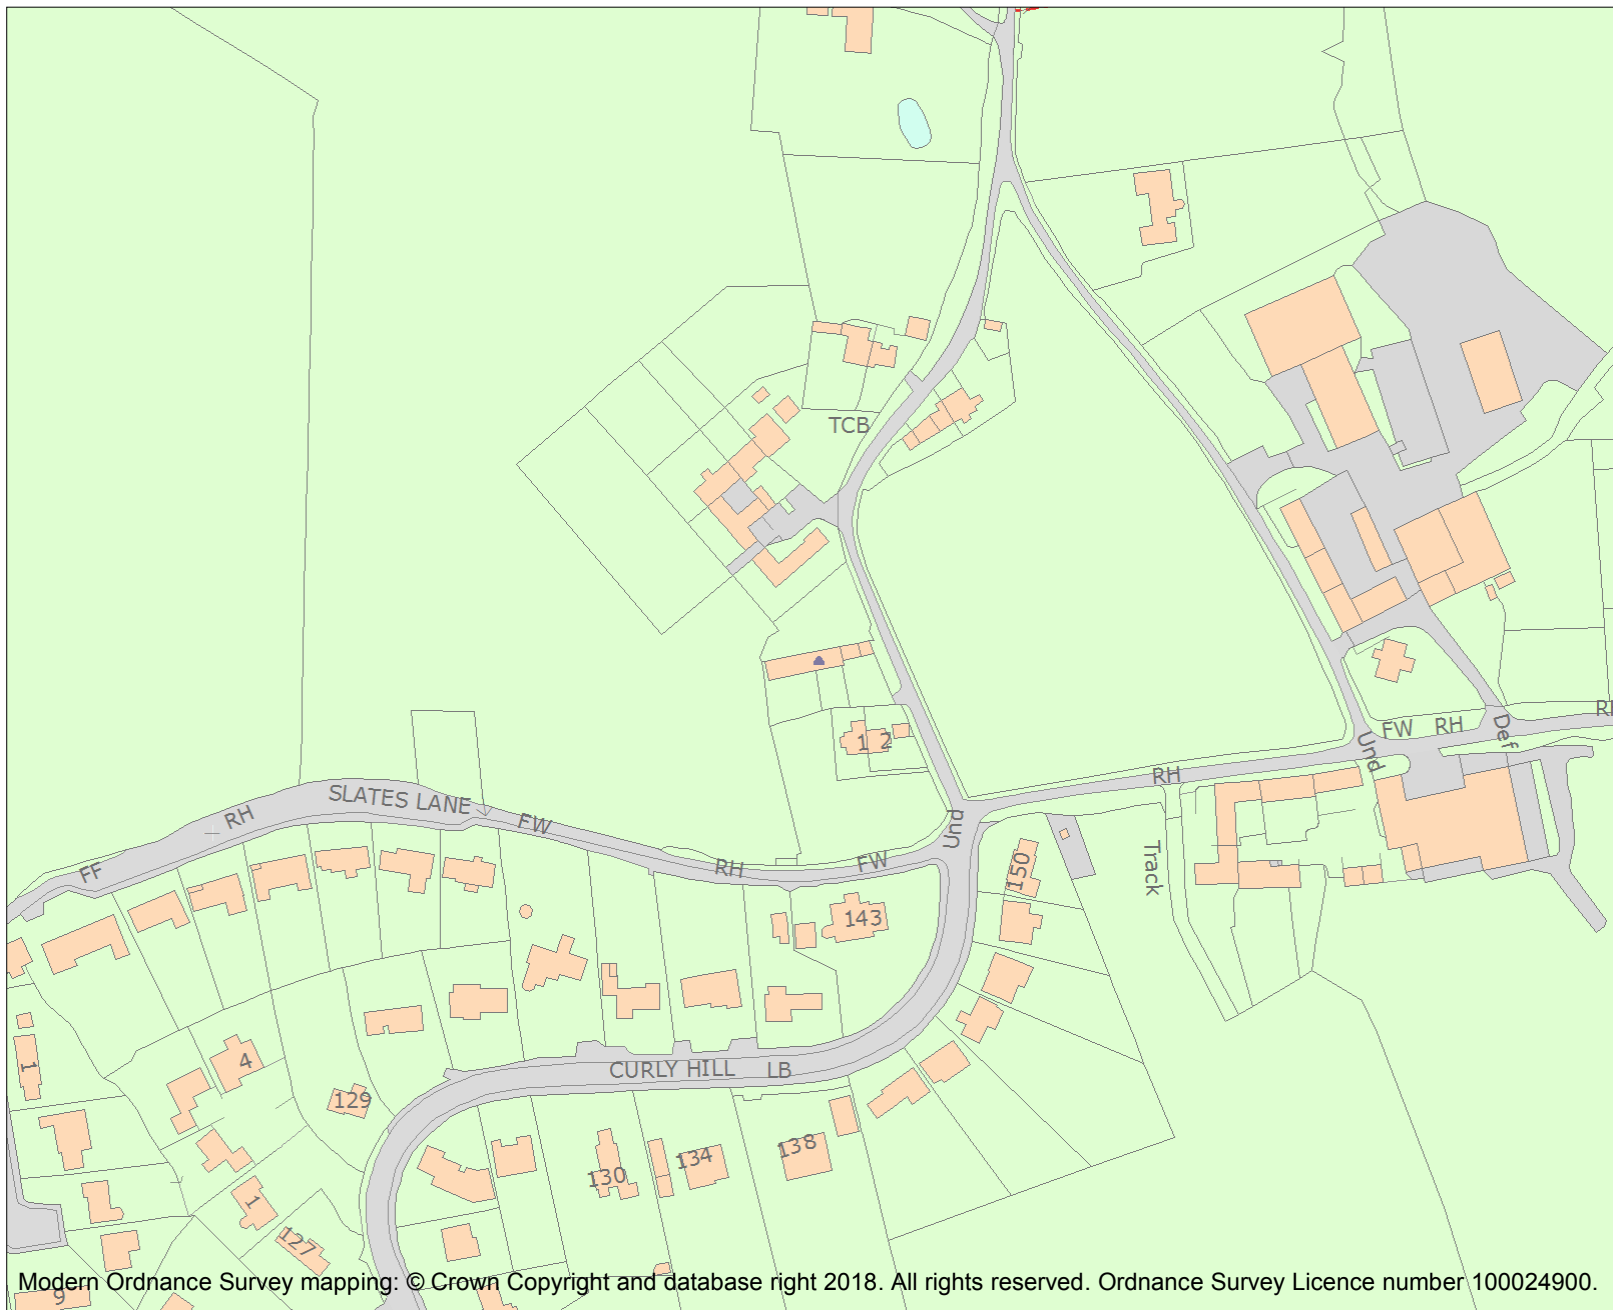 TCB
1 2
FW RH
Def
RH
Und
RH
SLATES LANE
RH
FW
FF
RH
FW
Und
Track
150
143
CURLY HILL LB
1
4
129
130
134
138
1
127
9
Modern Ordnance Survey mapping: © Crown Copyright and database right 2018. All rights reserved. Ordnance Survey Licence number 100024900.